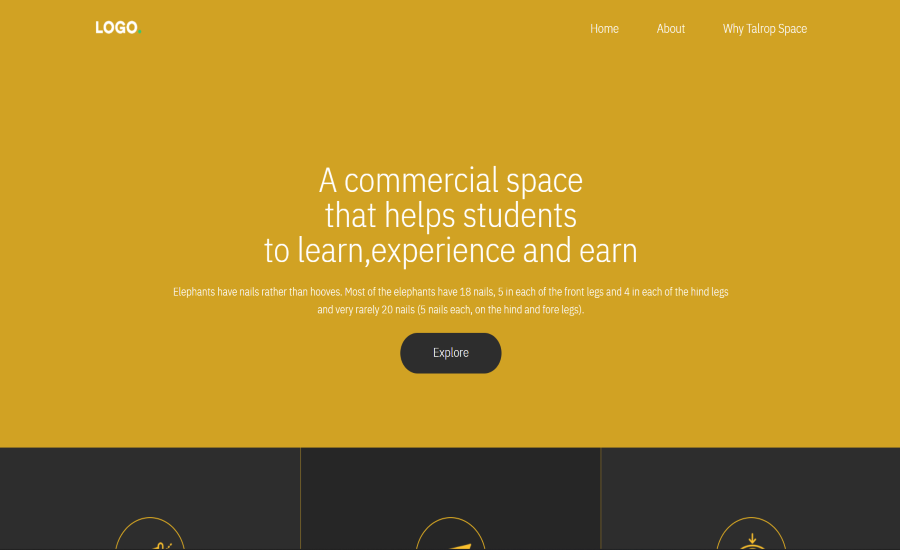 LOGO.
Home About Why Talrop Space
A commercial space
that helps students
to learn,experience and earn
Elephants have nails rather than hooves. Most of the elephants have 18 nails, 5 in each of the front legs and 4 in each of the hind legs
and very rarely 20 nails (5 nails each, on the hind and fore legs).
Explore